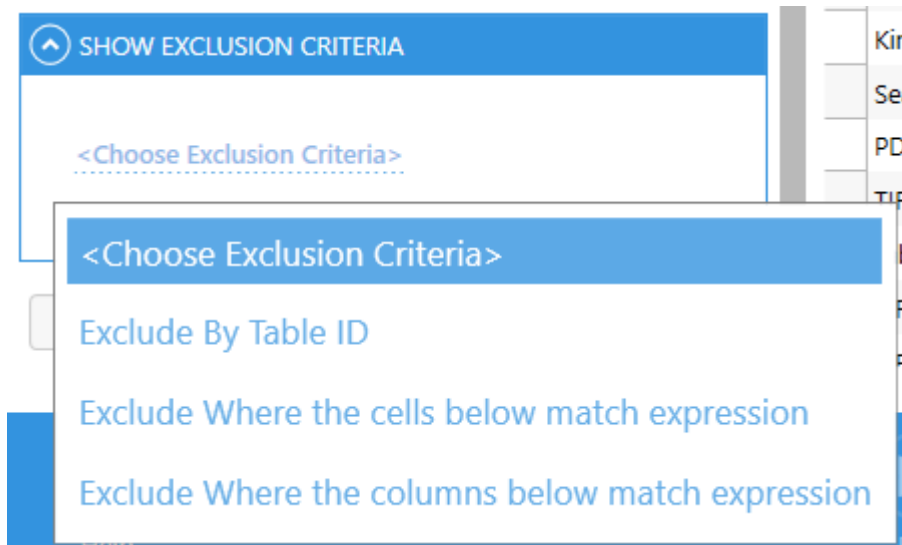 SHOW EXCLUSION CRITERIA
<Choose Exclusion Criteria>
<Choose Exclusion Criteria>
Exclude By Table ID
Exclude Where the cells below match expression
Exclude Where the columns below match expression